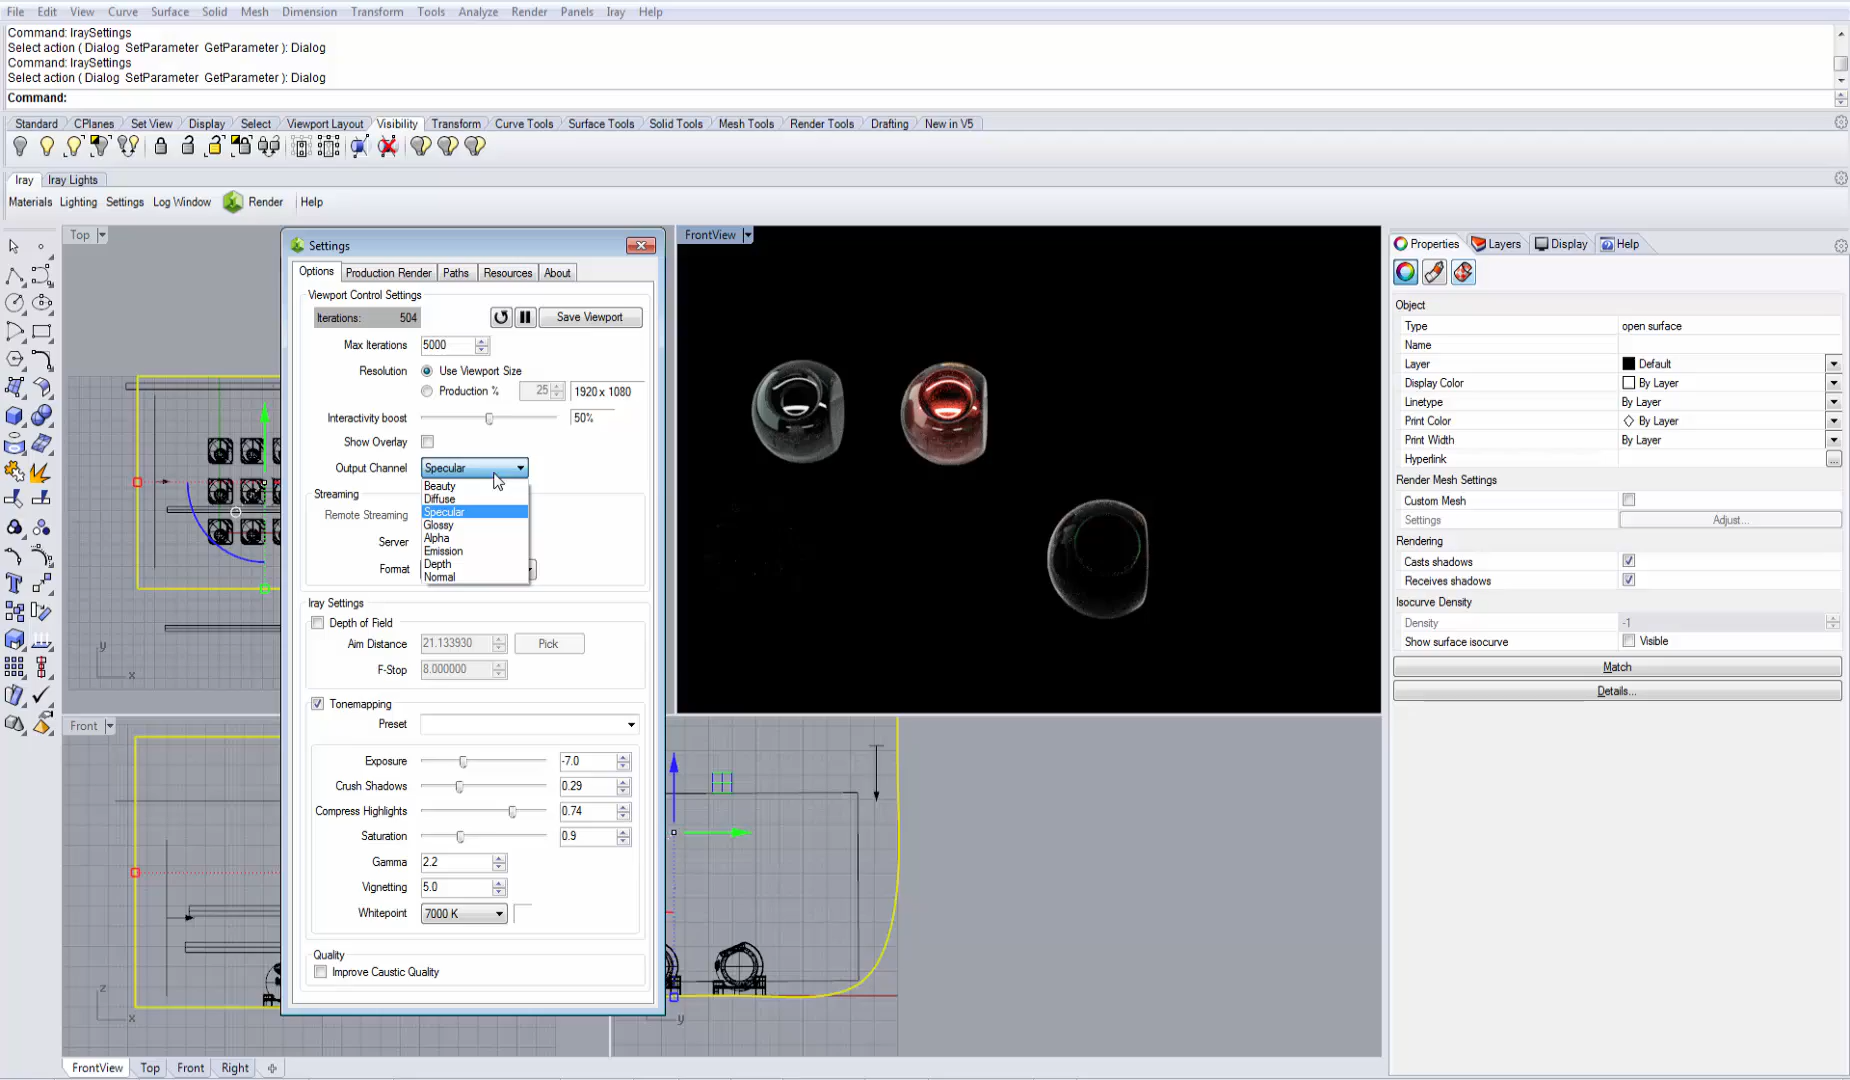 File Edit View Curve Surface Solid Mesh Dimension Transform Tools Analyze Render Panels Iray Help
Command: IraySettings
Select action ( Dialog SetParameter GetParameter ): Dialog
Command: IraySettings
Select action ( Dialog SetParameter GetParameter ): Dialog
Command:
Standard CPlanes Set View Display Select Viewport Layout Visibility Transform Curve Tools Surface Tools Solid Tools Mesh Tools Render Tools Drafting New in V5
Iray Iray Lights
Materials Lighting Settings Log Window Render Help
Top
Settings
Options Production Render Paths Resources About
Viewport Control Settings
Iterations: 504
Save Viewport
Max Iterations 5000
Resolution Use Viewport Size
Production % 25 1920 x 1080
Interactivity boost 50%
Show Overlay
Output Channel Specular
Beauty
Diffuse
Specular
Glossy
Alpha
Emission
Depth
Normal
Streaming
Remote Streaming
Server
Format
Iray Settings
Depth of Field
Aim Distance 21.133930 Pick
F-Stop 8.000000
Tonemapping
Preset
Exposure -7.0
Crush Shadows 0.29
Compress Highlights 0.74
Saturation 0.9
Gamma 2.2
Vignetting 5.0
Whitepoint 7000 K
Quality
Improve Caustic Quality
FrontView
y
x
Front
z
x
y
Properties Layers Display Help
Object
Type open surface
Name
Layer Default
Display Color By Layer
Linetype By Layer
Print Color By Layer
Print Width By Layer
Hyperlink ...
Render Mesh Settings
Custom Mesh
Settings Adjust...
Rendering
Casts shadows
Receives shadows
Isocurve Density
Density -1
Show surface isocurve Visible
Match
Details...
FrontView Top Front Right